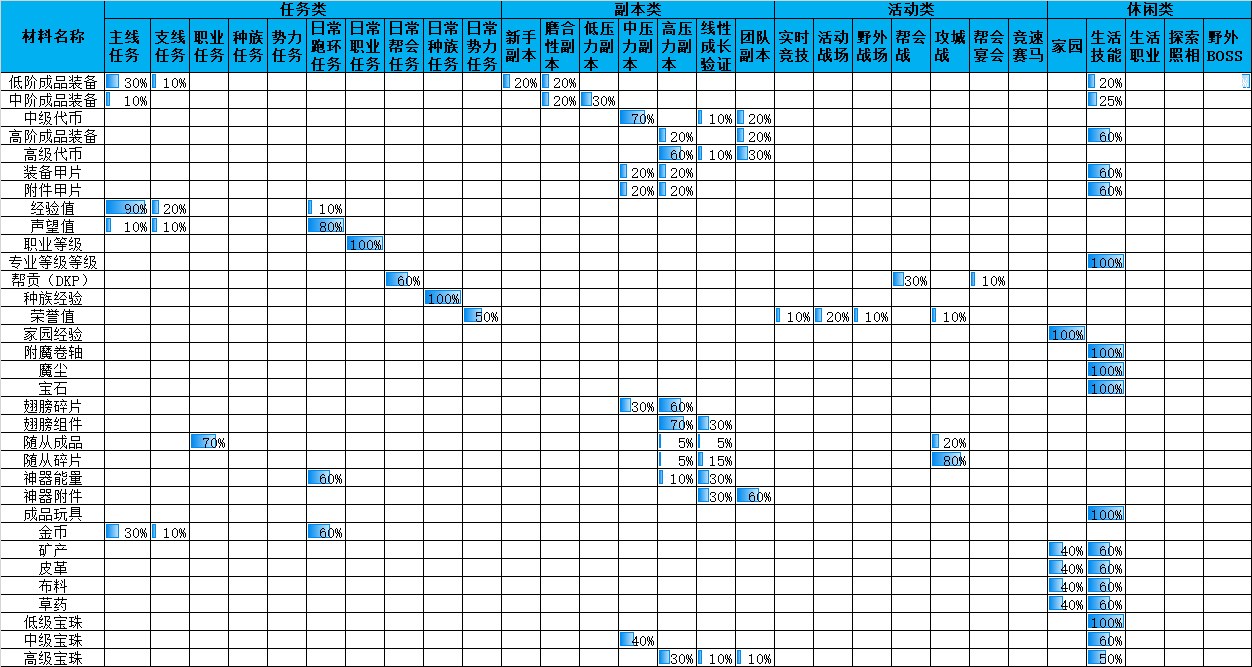 材料名称 任务类 副本类 活动类 休闲类
主线任务 支线任务 职业任务 种族任务 势力任务 日常跑环任务 日常职业任务 日常帮会任务 日常种族任务 日常势力任务 新手副本 磨合性副本 低压力副本 中压力副本 高压力副本 线性成长验证 团队副本 实时竞技 活动战场 野外战场 帮会战 攻城战 帮会宴会 竞速赛马 家园 生活技能 生活职业 探索照相 野外BOSS
低阶成品装备 30% 10% 20% 20% 20%
中阶成品装备 10% 20% 30% 25%
中级代币 70% 10% 20%
高阶成品装备 20% 20% 60%
高级代币 60% 10% 30%
装备甲片 20% 20% 60%
附件甲片 20% 20% 60%
经验值 90% 20% 10%
声望值 10% 10% 80%
职业等级 100%
专业等级等级 100%
帮贡（DKP） 60% 30% 10%
种族经验 100%
荣誉值 50% 10% 20% 10% 10%
家园经验 100%
附魔卷轴 100%
魔尘 100%
宝石 100%
翅膀碎片 30% 60%
翅膀组件 70% 30%
随从成品 70% 5% 5% 20%
随从碎片 5% 15% 80%
神器能量 60% 10% 30%
神器附件 30% 60%
成品玩具 100%
金币 30% 10% 60%
矿产 40% 60%
皮革 40% 60%
布料 40% 60%
草药 40% 60%
低级宝珠 100%
中级宝珠 40% 60%
高级宝珠 30% 10% 10% 50%